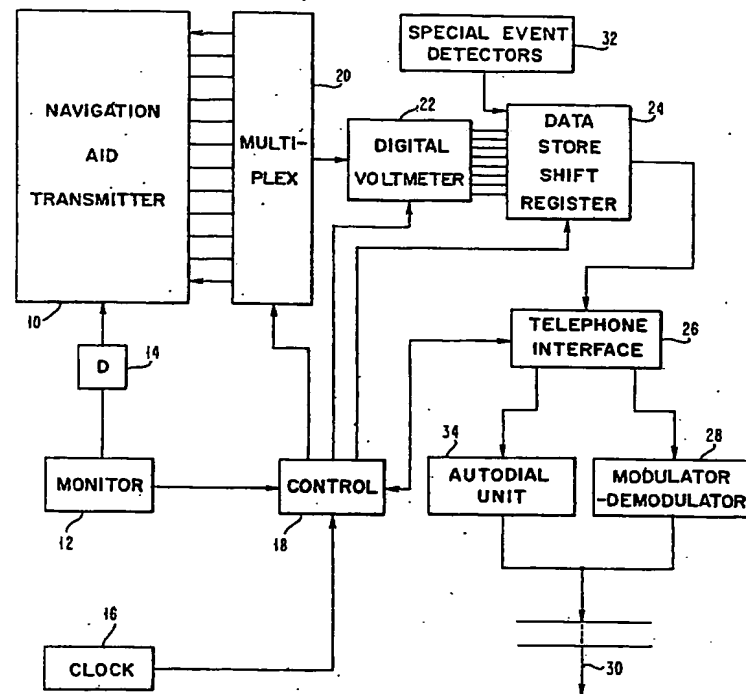 SPECIAL EVENT
DETECTORS
32
20
NAVIGATION
AID
TRANSMITTER
MULTI-
PLEX
22
DIGITAL
VOLTMETER
24
DATA
STORE
SHIFT
REGISTER
10
14
D
TELEPHONE
INTERFACE
26
MONITOR
12
CONTROL
18
34
AUTODIAL
UNIT
28
MODULATOR
-DEMODULATOR
16
CLOCK
30